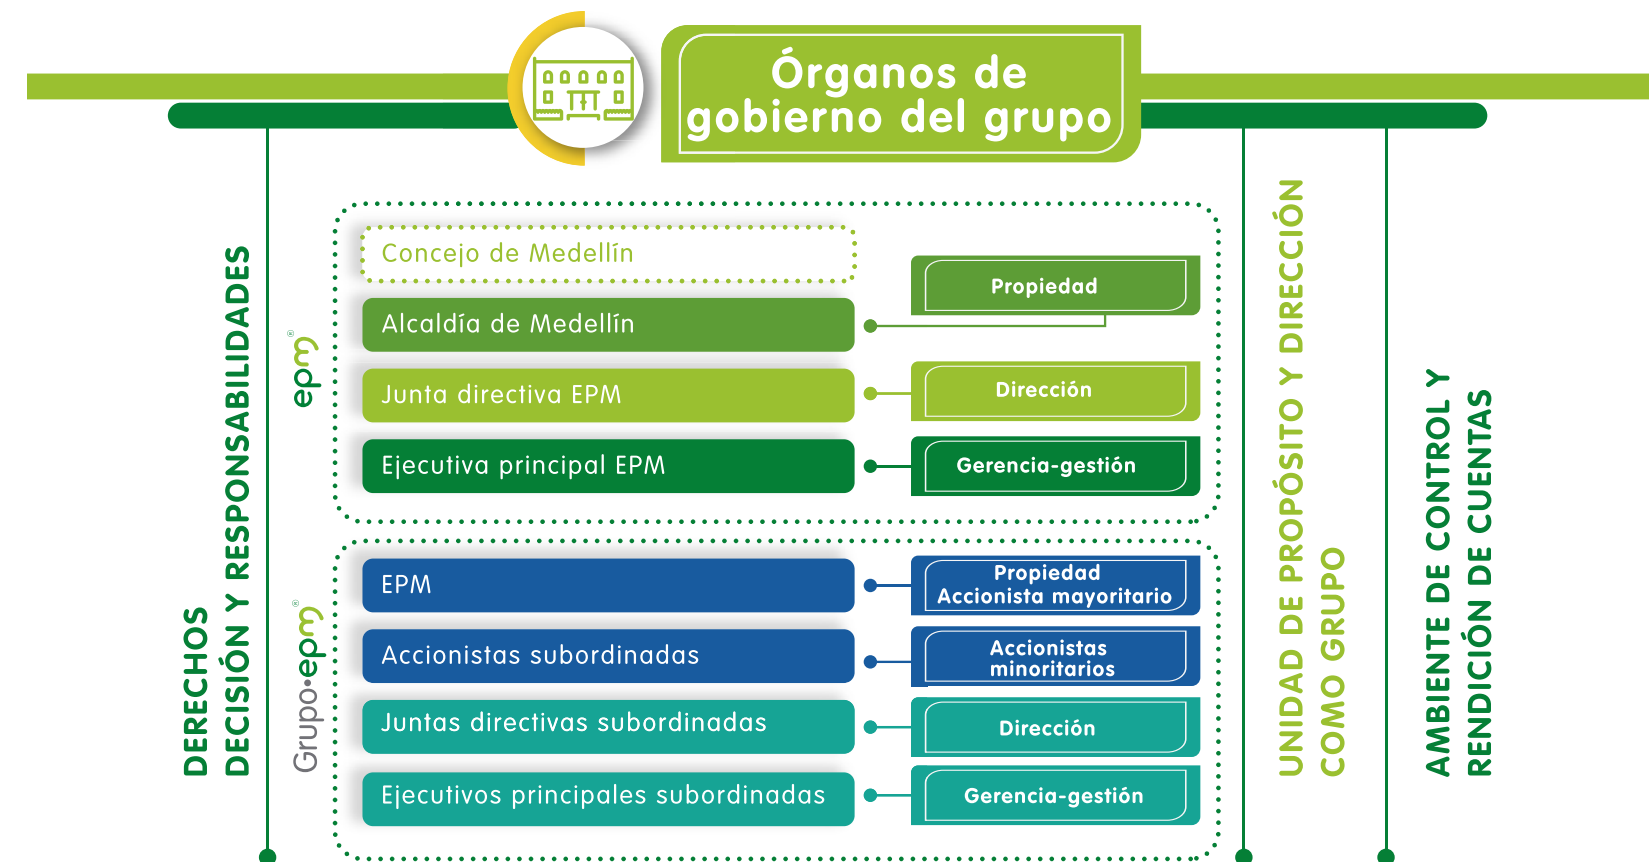 Órganos de
gobierno del grupo
DERECHOS
DECISIÓN Y RESPONSABILIDADES
epm®
Concejo de Medellín
Propiedad
Alcaldía de Medellín
Junta directiva EPM
Dirección
Ejecutiva principal EPM
Gerencia-gestión
Grupo·epm®
EPM
Propiedad
Accionista mayoritario
Accionistas subordinadas
Accionistas
minoritarios
Juntas directivas subordinadas
Dirección
Ejecutivos principales subordinadas
Gerencia-gestión
UNIDAD DE PROPÓSITO Y DIRECCIÓN
COMO GRUPO
AMBIENTE DE CONTROL Y
RENDICIÓN DE CUENTAS